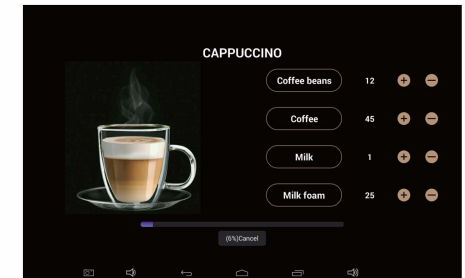 CAPPUCCINO
Coffee beans 12
Coffee 45
Milk 1
Milk foam 25
(6%)Cancel